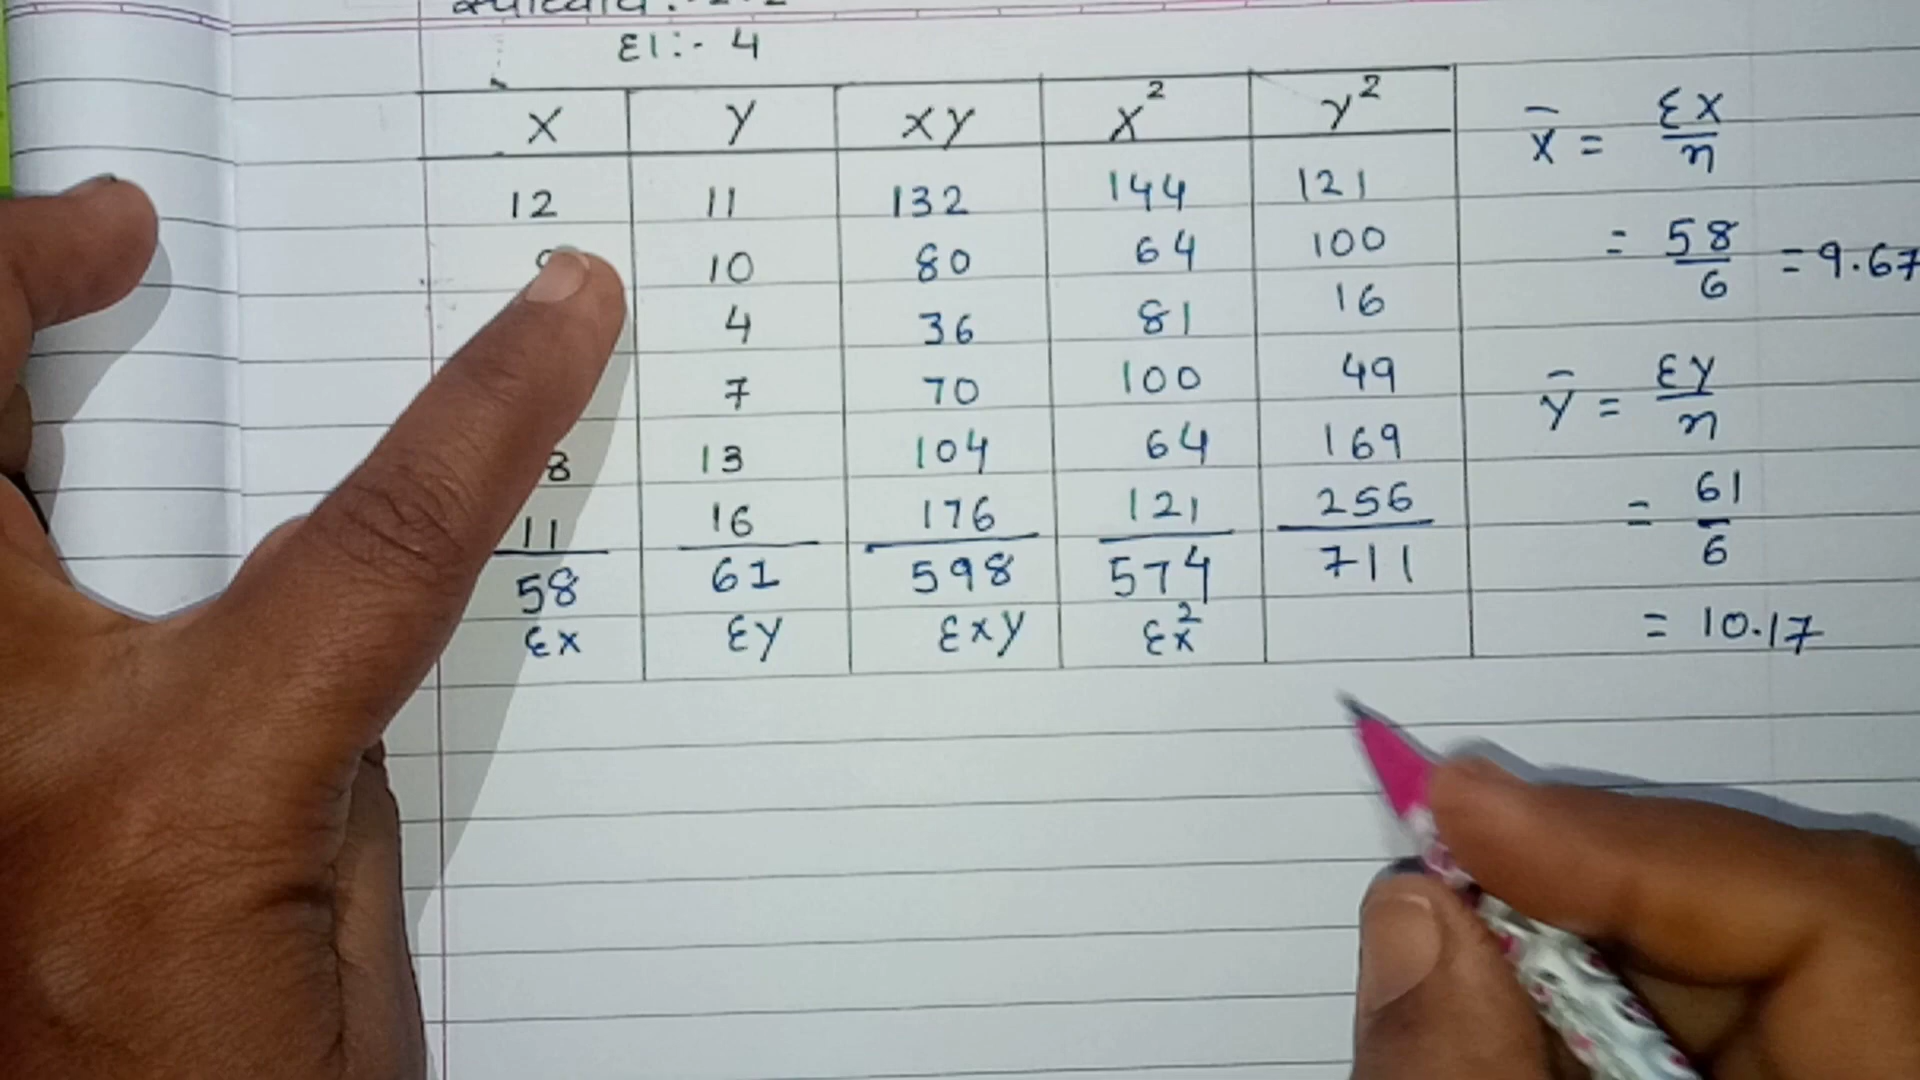 દા:- 4
x y xy x² y²
12 11 132 144 121
10 80 64 100
4 36 81 16
7 70 100 49
8 13 104 64 169
11 16 176 121 256
58 61 598 574 711
Σx Σy Σxy Σx²
x̄ = Σx/n
= 58/6 = 9.67
ȳ = Σy/n
= 61/6
= 10.17